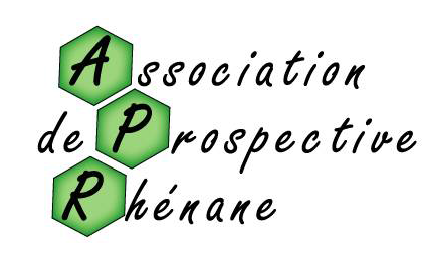 Association
de Prospective
Rhénane